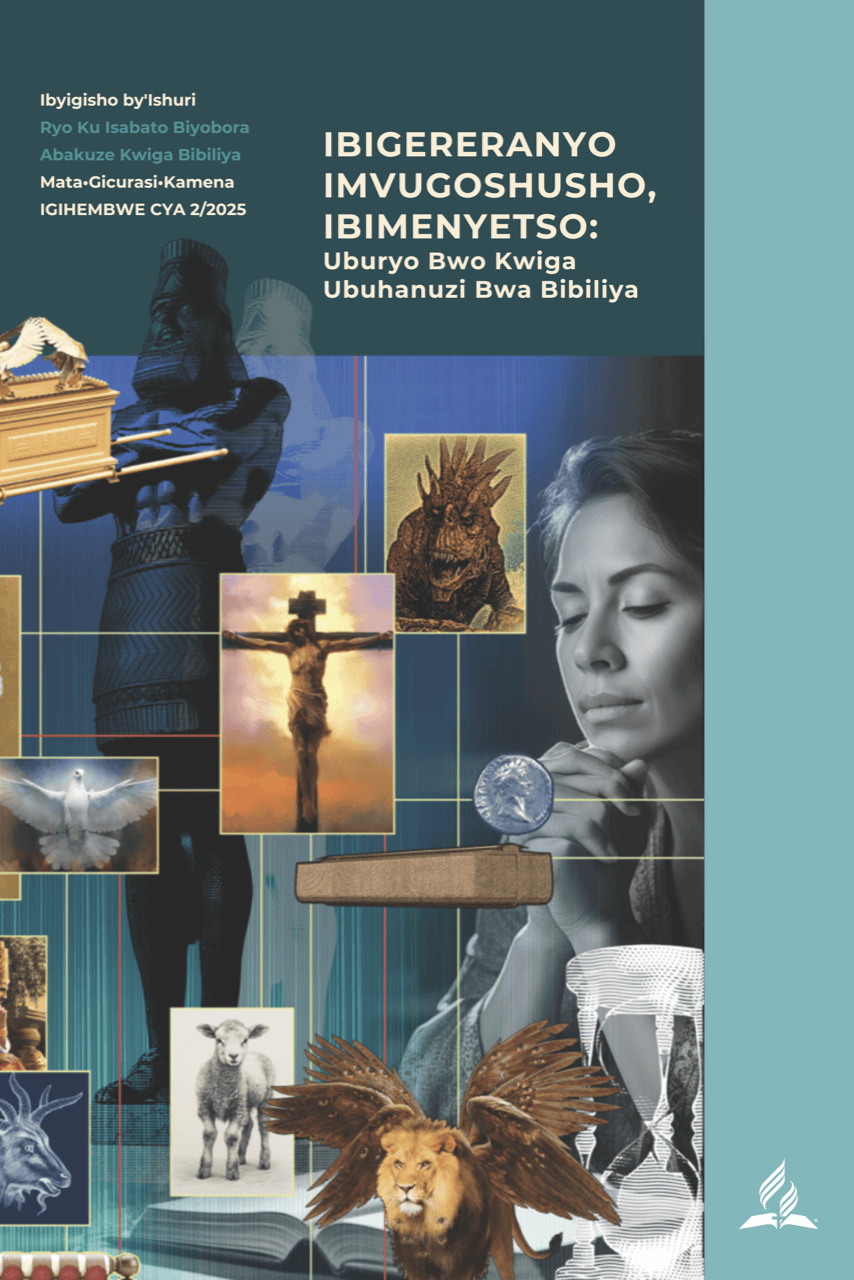 Ibyigisho by'Ishuri
Ryo Ku Isabato Biyobora
Abakuze Kwiga Bibiliya
Mata•Gicurasi•Kamena
IGIHEMBWE CYA 2/2025
IBIGERERANYO
IMVUGOSHUSHO,
IBIMENYETSO:
Uburyo Bwo Kwiga
Ubuhanuzi Bwa Bibiliya